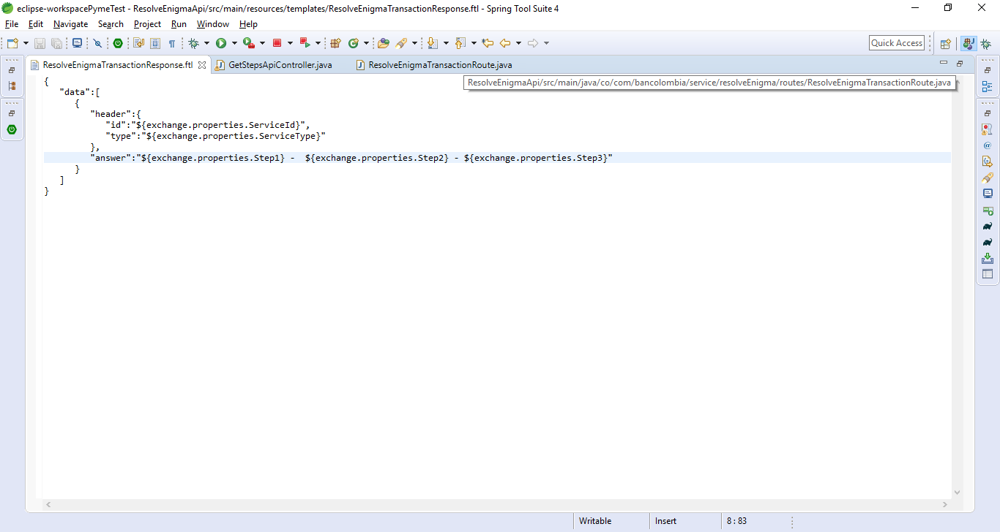 eclipse-workspacePymeTest - ResolveEnigmaApi/src/main/resources/templates/ResolveEnigmaTransactionResponse.ftl - Spring Tool Suite 4
File Edit Navigate Search Project Run Window Help
Quick Access
ResolveEnigmaTransactionResponse.ftl GetStepsApiController.java ResolveEnigmaTransactionRoute.java
ResolveEnigmaApi/src/main/java/co/com/bancolombia/service/resolveEnigma/routes/ResolveEnigmaTransactionRoute.java
{
"data":[
{
"header":{
"id":"${exchange.properties.ServiceId}",
"type":"${exchange.properties.ServiceType}"
},
"answer":"${exchange.properties.Step1} -  ${exchange.properties.Step2} - ${exchange.properties.Step3}"
}
]
}
Writable Insert 8 : 83